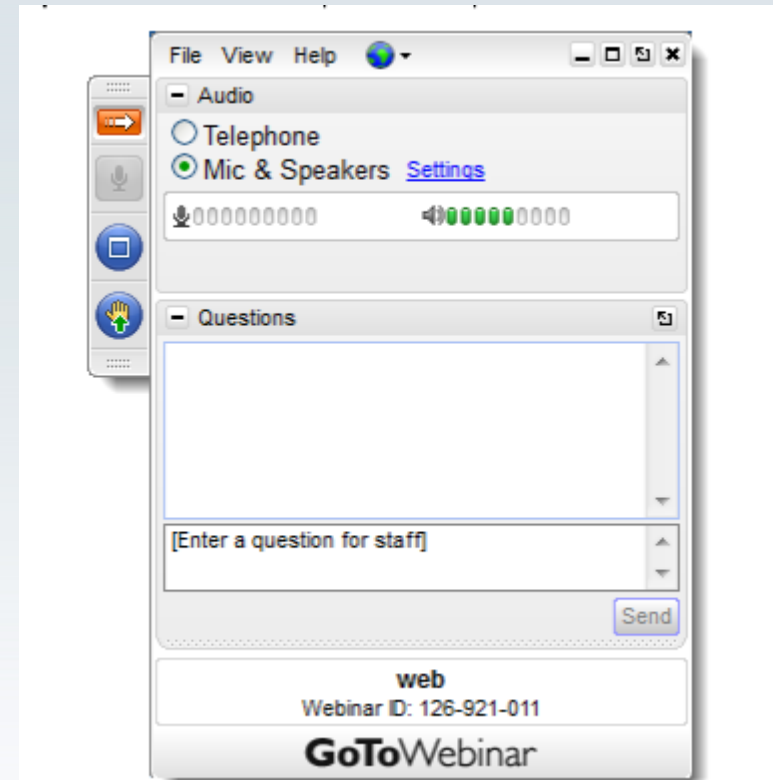 File View Help
Audio
Telephone
Mic & Speakers Settings
Questions
[Enter a question for staff]
Send
web
Webinar ID: 126-921-011
GoToWebinar